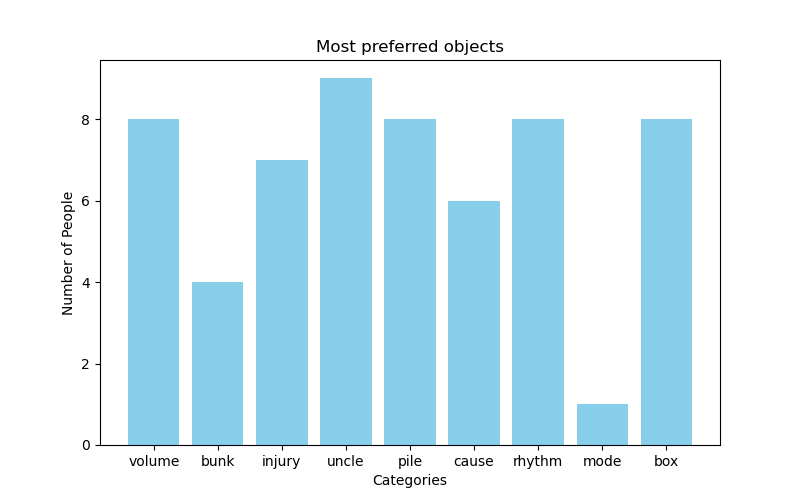 Most preferred objects
Number of People
8
6
4
2
0
volume bunk injury uncle pile cause rhythm mode box
Categories